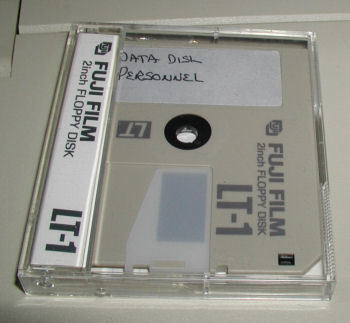 FUJI FILM
2inch FLOPPY DISK
LT-1
DATA DISK
PERSONNEL
LT
FUJI FILM
2inch FLOPPY DISK
LT-1